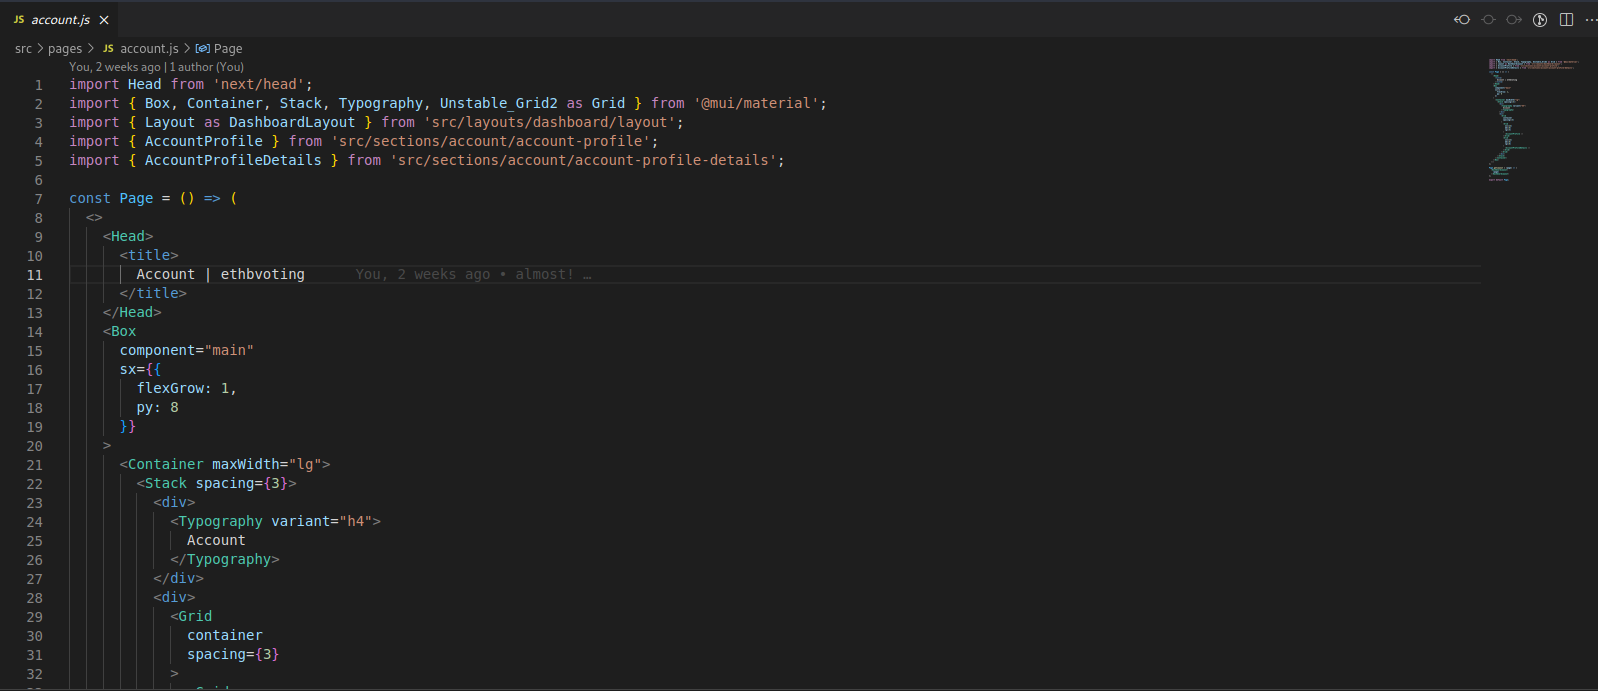 JS account.js ×
src > pages > JS account.js > Page
You, 2 weeks ago | 1 author (You)
1 import Head from 'next/head';
2 import { Box, Container, Stack, Typography, Unstable_Grid2 as Grid } from '@mui/material';
3 import { Layout as DashboardLayout } from 'src/layouts/dashboard/layout';
4 import { AccountProfile } from 'src/sections/account/account-profile';
5 import { AccountProfileDetails } from 'src/sections/account/account-profile-details';
6
7 const Page = () => (
8 <>
9 <Head>
10 <title>
11 Account | ethbvoting You, 2 weeks ago • almost! …
12 </title>
13 </Head>
14 <Box
15 component="main"
16 sx={{
17 flexGrow: 1,
18 py: 8
19 }}
20 >
21 <Container maxWidth="lg">
22 <Stack spacing={3}>
23 <div>
24 <Typography variant="h4">
25 Account
26 </Typography>
27 </div>
28 <div>
29 <Grid
30 container
31 spacing={3}
32 >